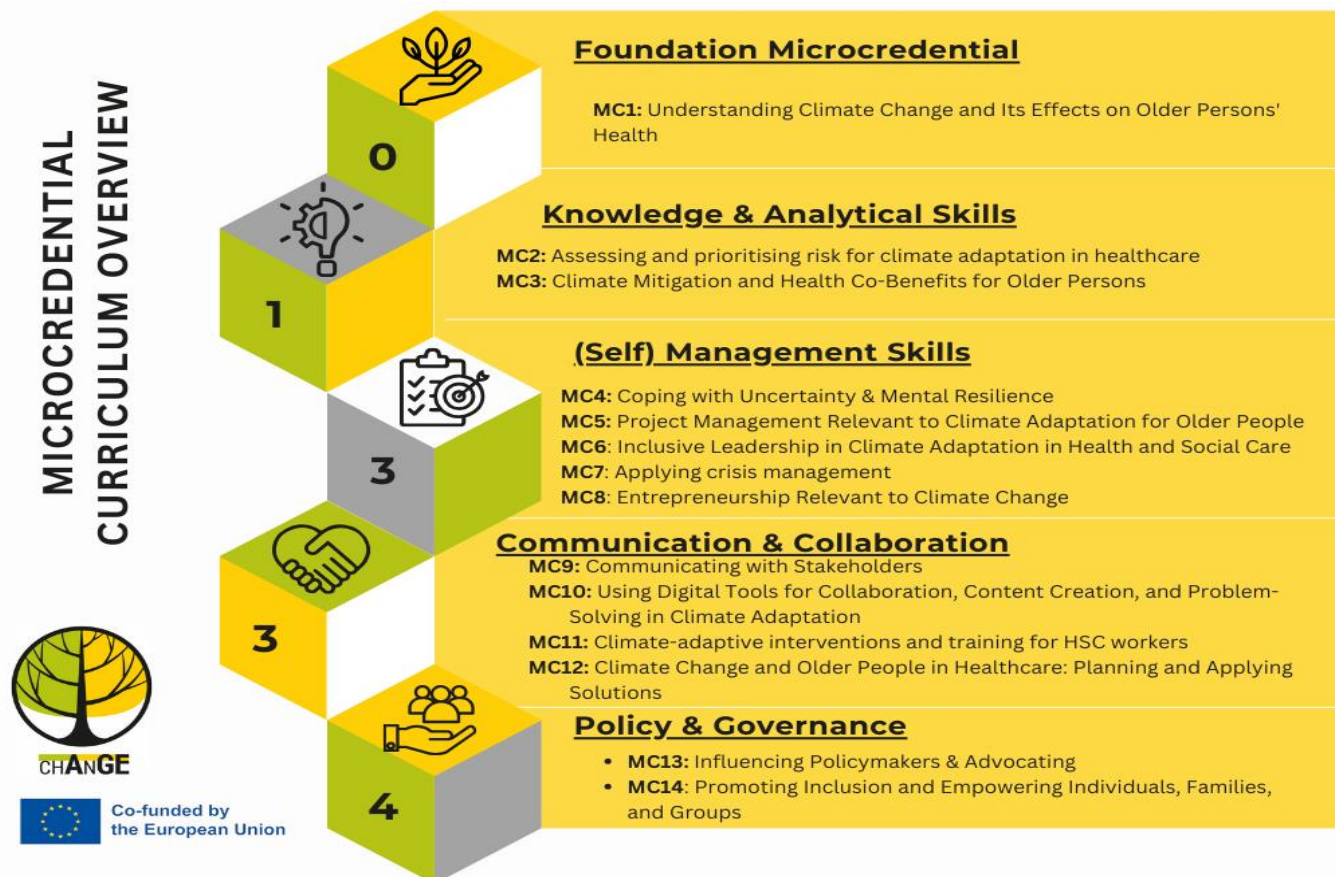 MICROCREDENTIAL
CURRICULUM OVERVIEW
0
Foundation Microcredential
MC1: Understanding Climate Change and Its Effects on Older Persons'
Health
1
Knowledge & Analytical Skills
MC2: Assessing and prioritising risk for climate adaptation in healthcare
MC3: Climate Mitigation and Health Co-Benefits for Older Persons
3
(Self) Management Skills
MC4: Coping with Uncertainty & Mental Resilience
MC5: Project Management Relevant to Climate Adaptation for Older People
MC6: Inclusive Leadership in Climate Adaptation in Health and Social Care
MC7: Applying crisis management
MC8: Entrepreneurship Relevant to Climate Change
3
Communication & Collaboration
MC9: Communicating with Stakeholders
MC10: Using Digital Tools for Collaboration, Content Creation, and Problem-
Solving in Climate Adaptation
MC11: Climate-adaptive interventions and training for HSC workers
MC12: Climate Change and Older People in Healthcare: Planning and Applying
Solutions
4
Policy & Governance
• MC13: Influencing Policymakers & Advocating
• MC14: Promoting Inclusion and Empowering Individuals, Families,
and Groups
CHANGE
Co-funded by
the European Union